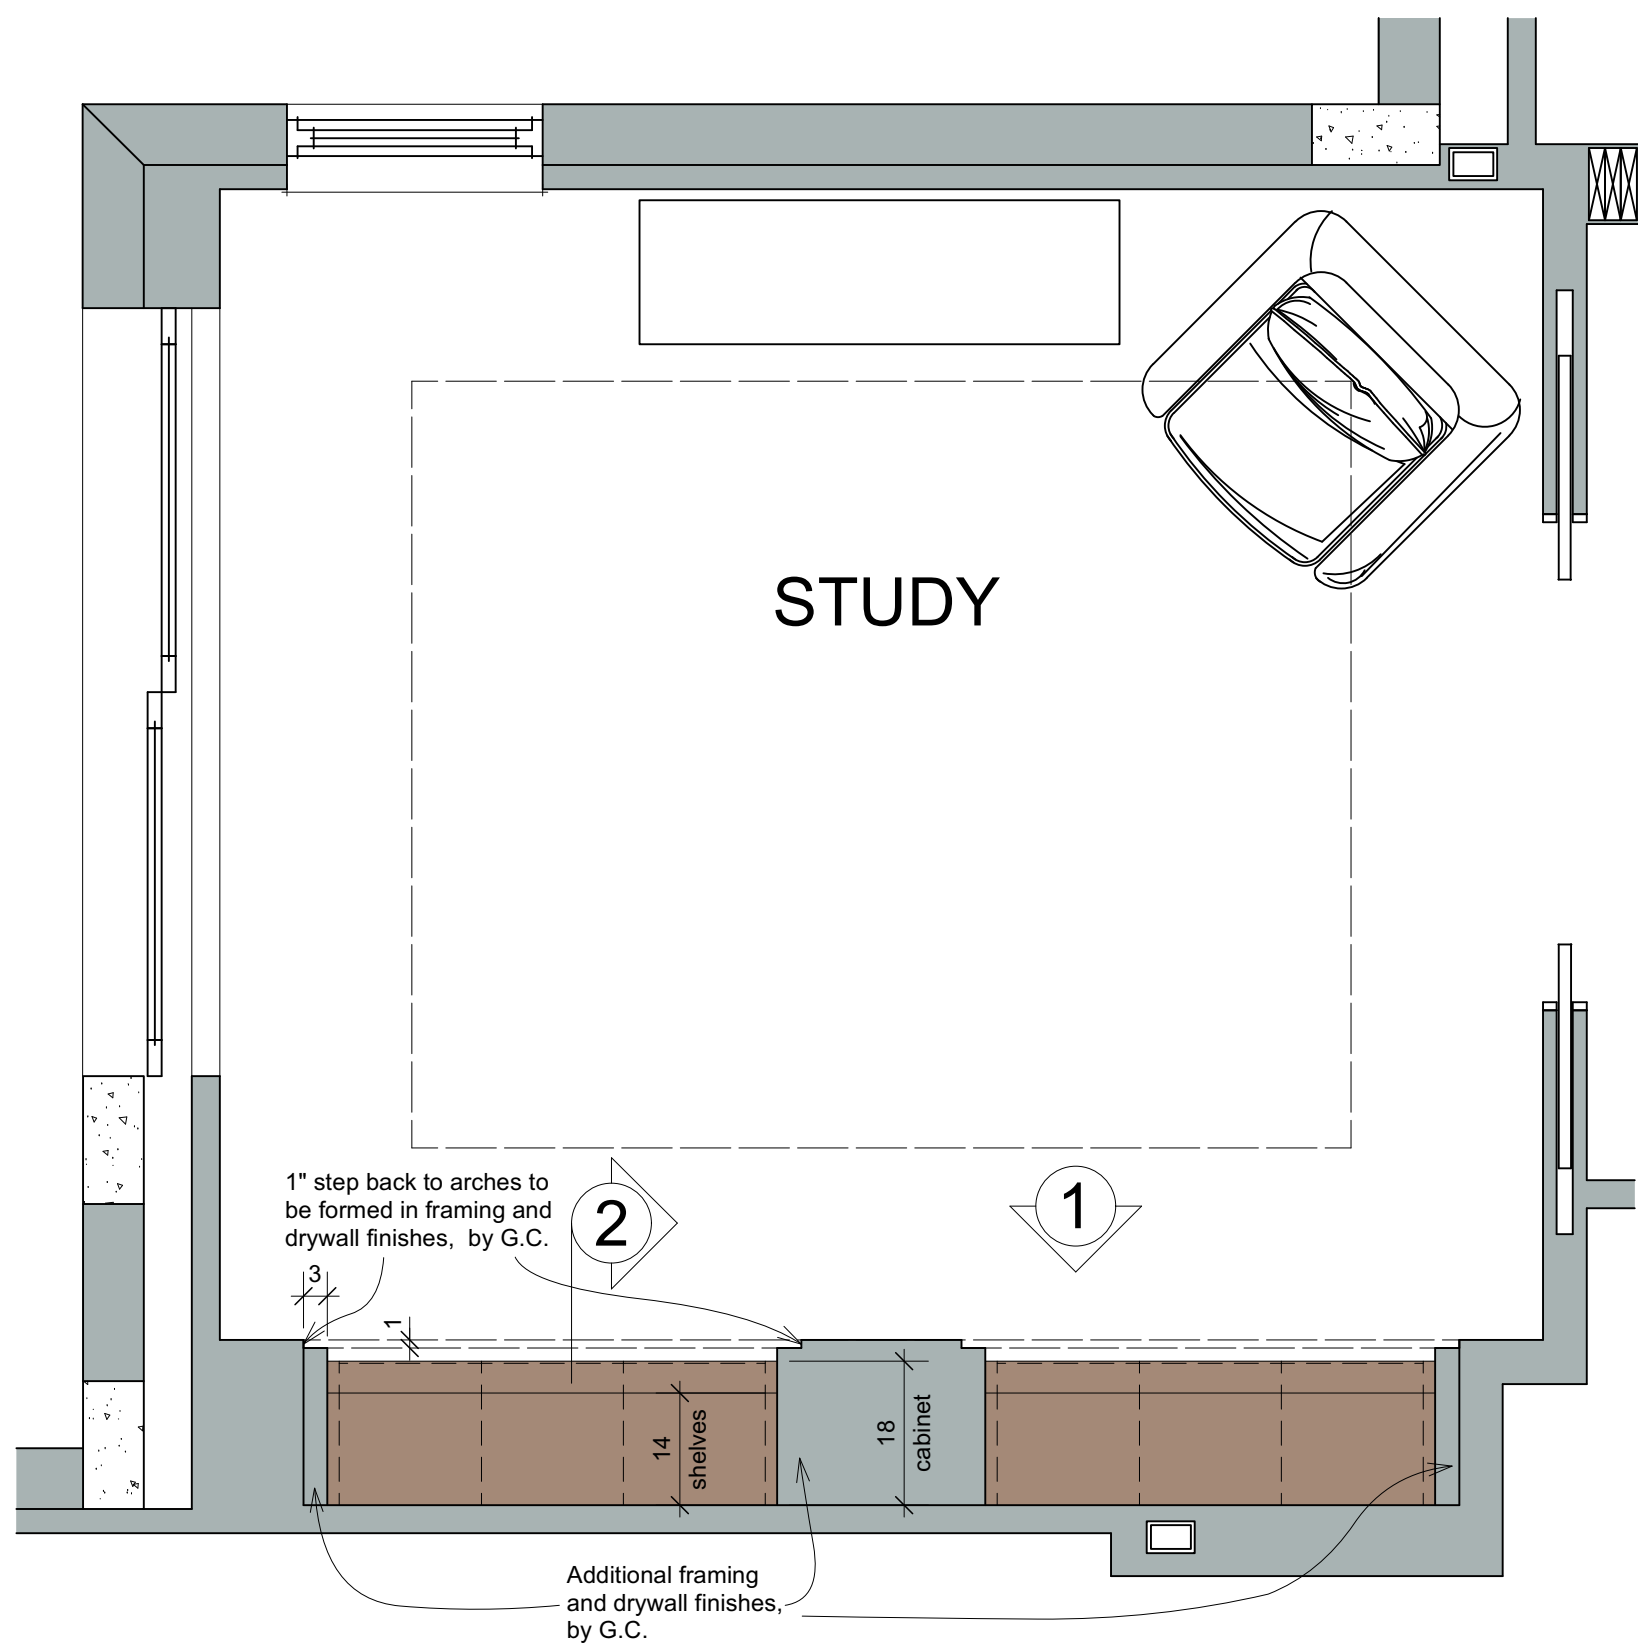 STUDY
1" step back to arches to
be formed in framing and
drywall finishes,  by G.C.
2
1
3
1
14
shelves
18
cabinet
Additional framing
and drywall finishes,
by G.C.